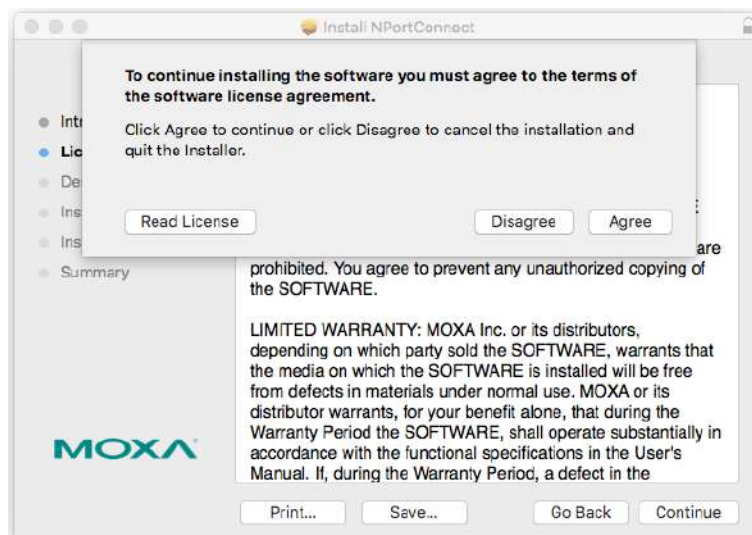 Install NPortConnect
To continue installing the software you must agree to the terms of
the software license agreement.
Click Agree to continue or click Disagree to cancel the installation and
quit the Installer.
Read License
Disagree
Agree
Summary
are
prohibited. You agree to prevent any unauthorized copying of
the SOFTWARE.
LIMITED WARRANTY: MOXA Inc. or its distributors,
depending on which party sold the SOFTWARE, warrants that
the media on which the SOFTWARE is installed will be free
from defects in materials under normal use. MOXA or its
distributor warrants, for your benefit alone, that during the
Warranty Period the SOFTWARE, shall operate substantially in
accordance with the functional specifications in the User's
Manual. If, during the Warranty Period, a defect in the
MOXA
Print...
Save...
Go Back
Continue